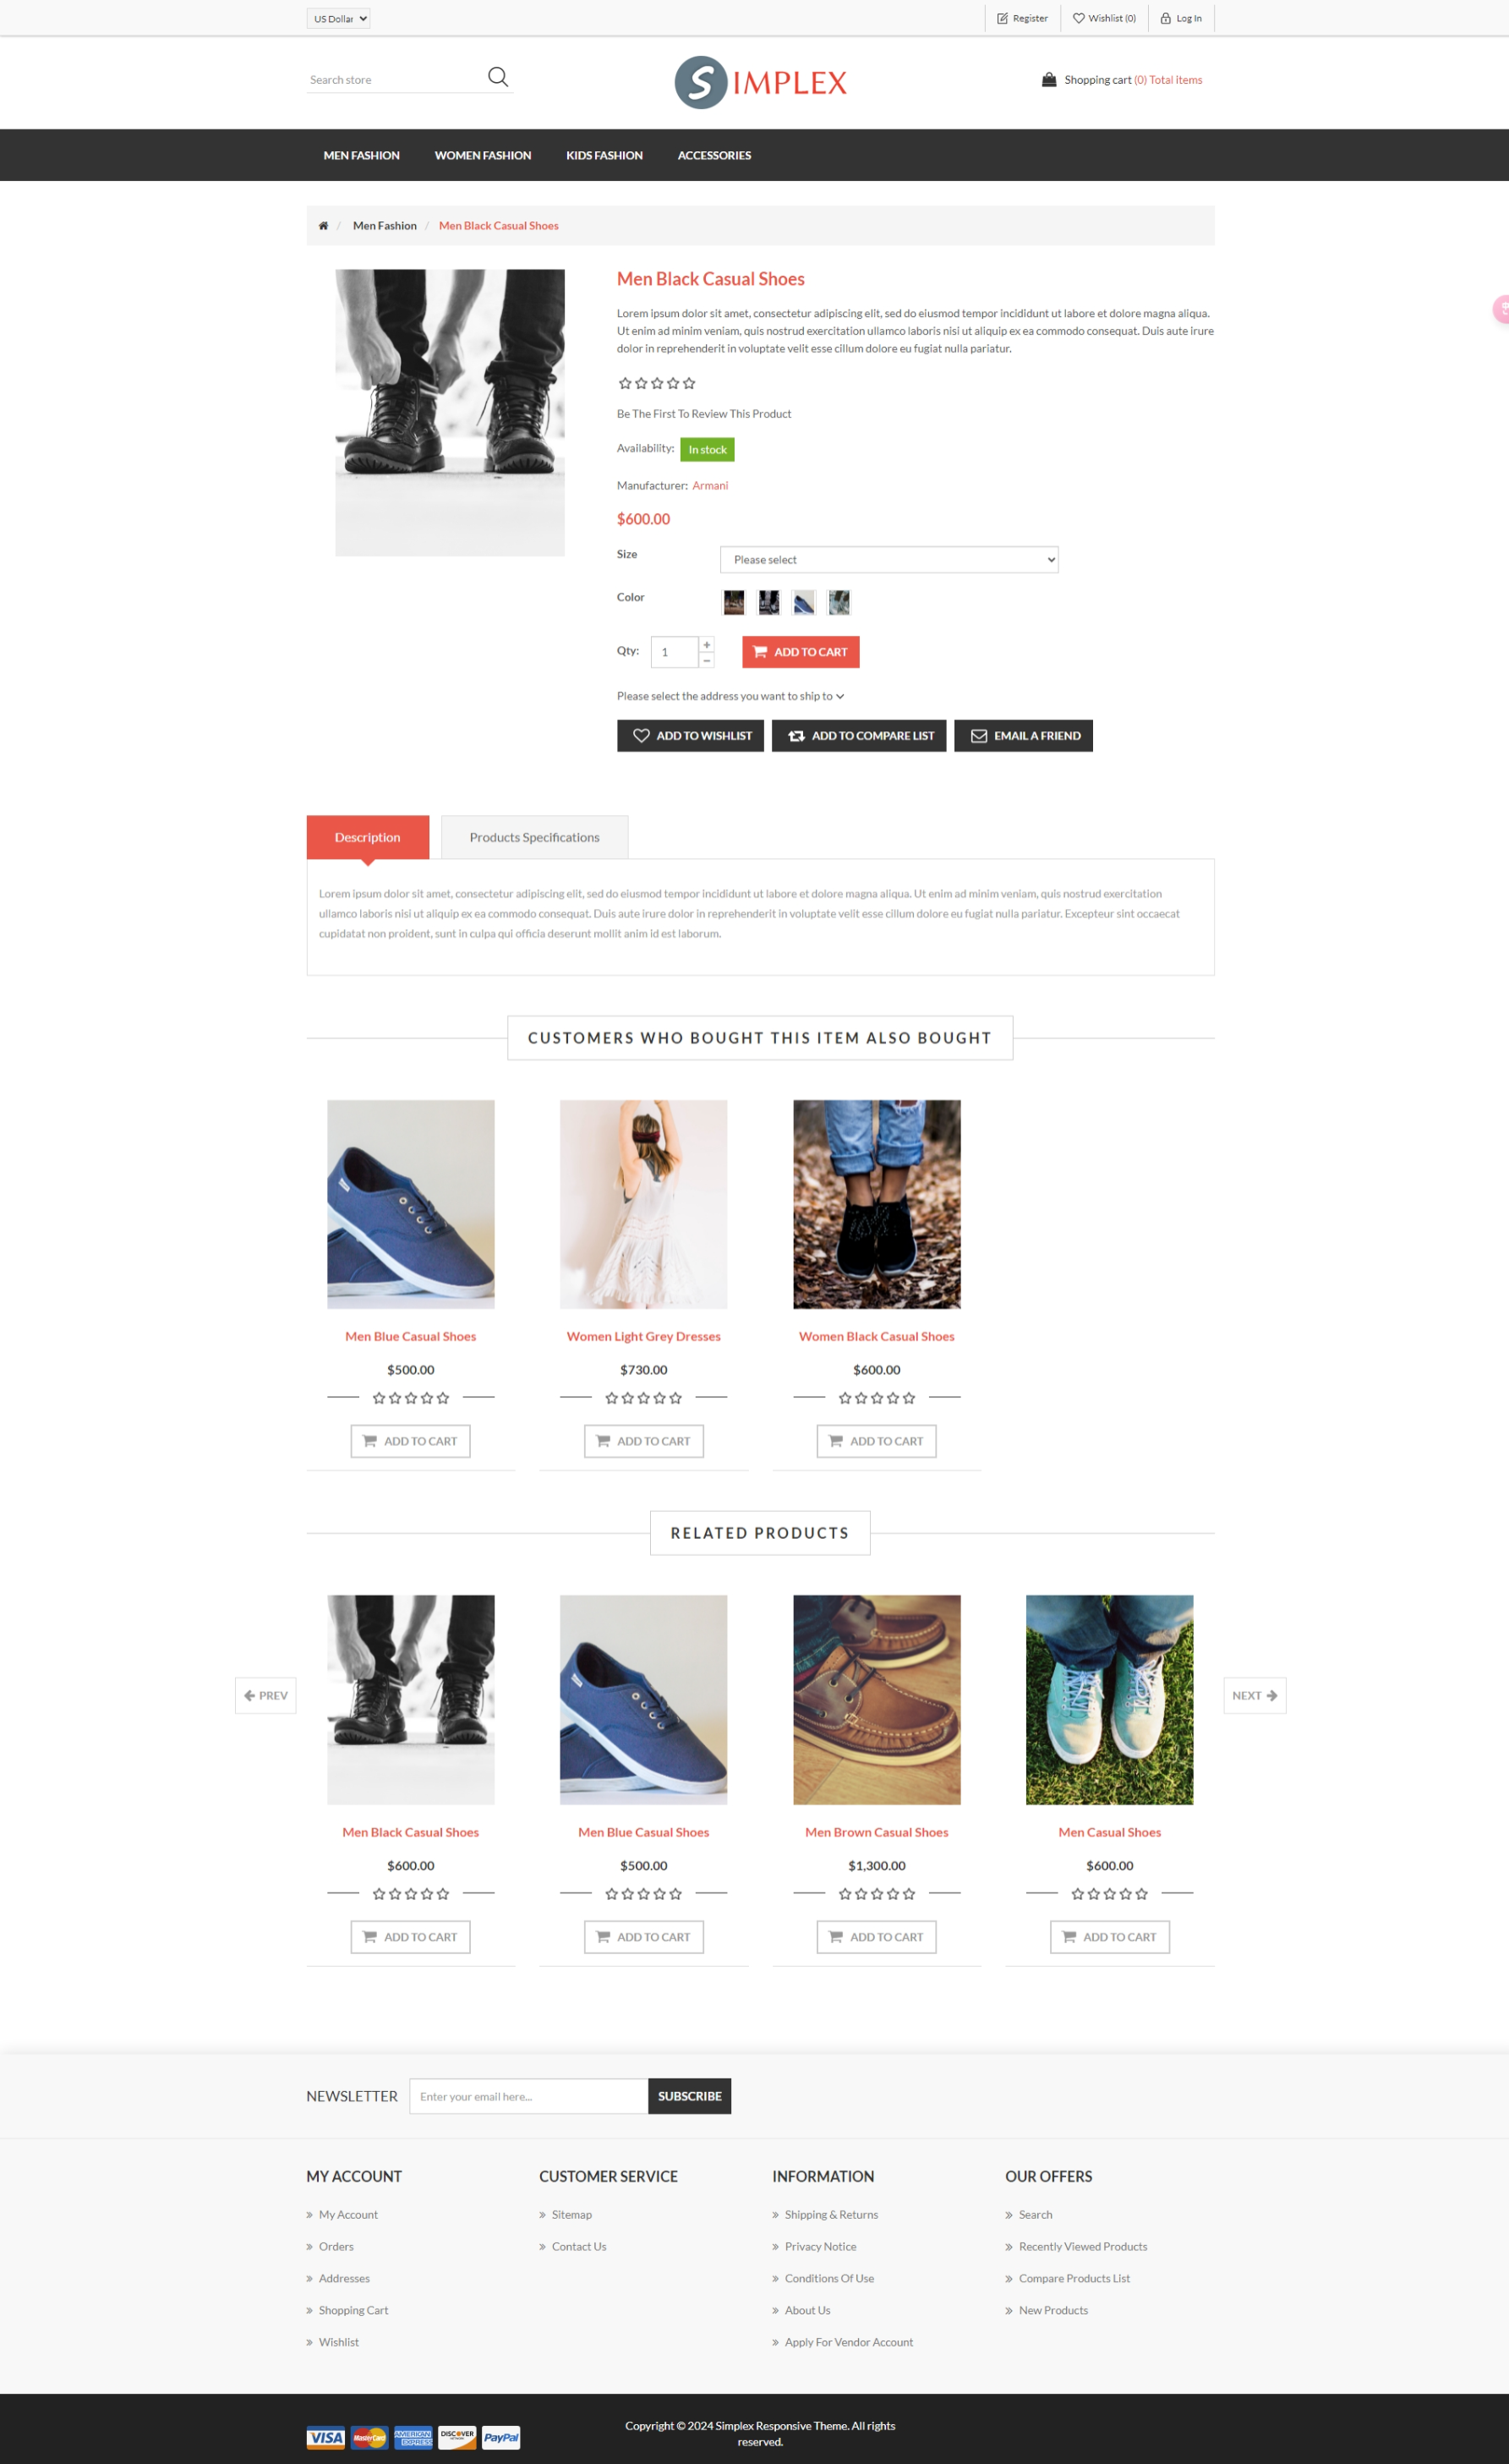 US Dollar
Register
Wishlist (0)
Log In
Search store
SIMPLEX
Shopping cart (0) Total items
MEN FASHION
WOMEN FASHION
KIDS FASHION
ACCESSORIES
/ Men Fashion / Men Black Casual Shoes
Men Black Casual Shoes
Lorem ipsum dolor sit amet, consectetur adipiscing elit, sed do eiusmod tempor incididunt ut labore et dolore magna aliqua.
Ut enim ad minim veniam, quis nostrud exercitation ullamco laboris nisi ut aliquip ex ea commodo consequat. Duis aute irure
dolor in reprehenderit in voluptate velit esse cillum dolore eu fugiat nulla pariatur.
Be The First To Review This Product
Availability: In stock
Manufacturer: Armani
$600.00
Size
Please select
Color
Qty: 1 + −
ADD TO CART
Please select the address you want to ship to
ADD TO WISHLIST
ADD TO COMPARE LIST
EMAIL A FRIEND
Description
Products Specifications
Lorem ipsum dolor sit amet, consectetur adipiscing elit, sed do eiusmod tempor incididunt ut labore et dolore magna aliqua. Ut enim ad minim veniam, quis nostrud exercitation
ullamco laboris nisi ut aliquip ex ea commodo consequat. Duis aute irure dolor in reprehenderit in voluptate velit esse cillum dolore eu fugiat nulla pariatur. Excepteur sint occaecat
cupidatat non proident, sunt in culpa qui officia deserunt mollit anim id est laborum.
CUSTOMERS WHO BOUGHT THIS ITEM ALSO BOUGHT
Men Blue Casual Shoes
$500.00
ADD TO CART
Women Light Grey Dresses
$730.00
ADD TO CART
Women Black Casual Shoes
$600.00
ADD TO CART
RELATED PRODUCTS
PREV
NEXT
Men Black Casual Shoes
$600.00
ADD TO CART
Men Blue Casual Shoes
$500.00
ADD TO CART
Men Brown Casual Shoes
$1,300.00
ADD TO CART
Men Casual Shoes
$600.00
ADD TO CART
NEWSLETTER
Enter your email here...
SUBSCRIBE
MY ACCOUNT
» My Account
» Orders
» Addresses
» Shopping Cart
» Wishlist
CUSTOMER SERVICE
» Sitemap
» Contact Us
INFORMATION
» Shipping & Returns
» Privacy Notice
» Conditions Of Use
» About Us
» Apply For Vendor Account
OUR OFFERS
» Search
» Recently Viewed Products
» Compare Products List
» New Products
VISA
MasterCard
AMERICAN EXPRESS
DISCOVER
PayPal
Copyright © 2024 Simplex Responsive Theme. All rights
reserved.